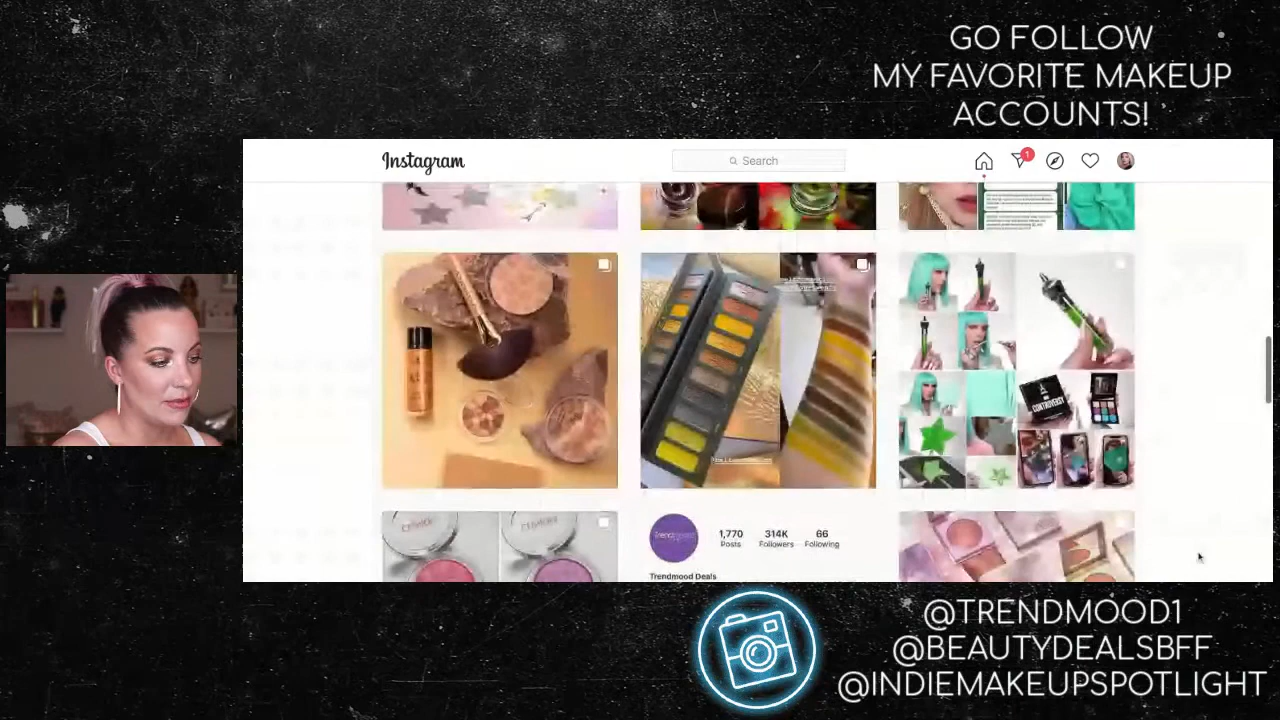 GO FOLLOW
MY FAVORITE MAKEUP
ACCOUNTS!
Instagram
Search
1
CONTROVERSY
1,770 314K 66
Posts Followers Following
Trendmood Deals
@TRENDMOOD1
@BEAUTYDEALSBFF
@INDIEMAKEUPSPOTLIGHT